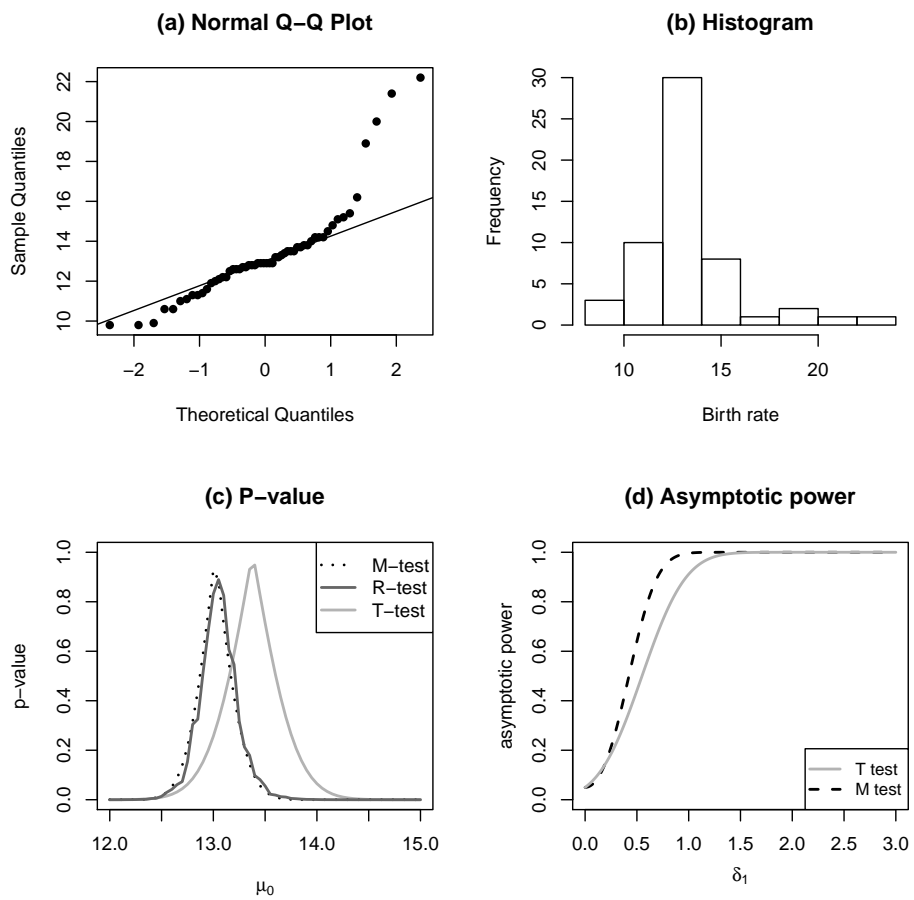 (a) Normal Q−Q Plot
Sample Quantiles
10 12 14 16 18 20 22
−2 −1 0 1 2
Theoretical Quantiles
(b) Histogram
Frequency
0 5 10 15 20 25 30
10 15 20
Birth rate
(c) P−value
p−value
0.0 0.2 0.4 0.6 0.8 1.0
M−test
R−test
T−test
12.0 13.0 14.0 15.0
μ0
(d) Asymptotic power
asymptotic power
0.0 0.2 0.4 0.6 0.8 1.0
T test
M test
0.0 0.5 1.0 1.5 2.0 2.5 3.0
δ1